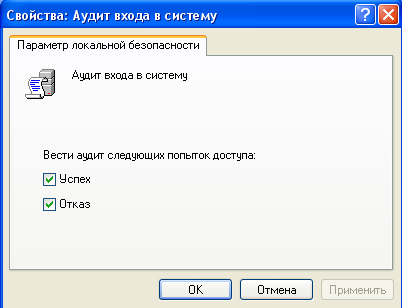 Свойства: Аудит входа в систему
Параметр локальной безопасности
Аудит входа в систему
Вести аудит следующих попыток доступа:
Успех
Отказ
OK Отмена Применить